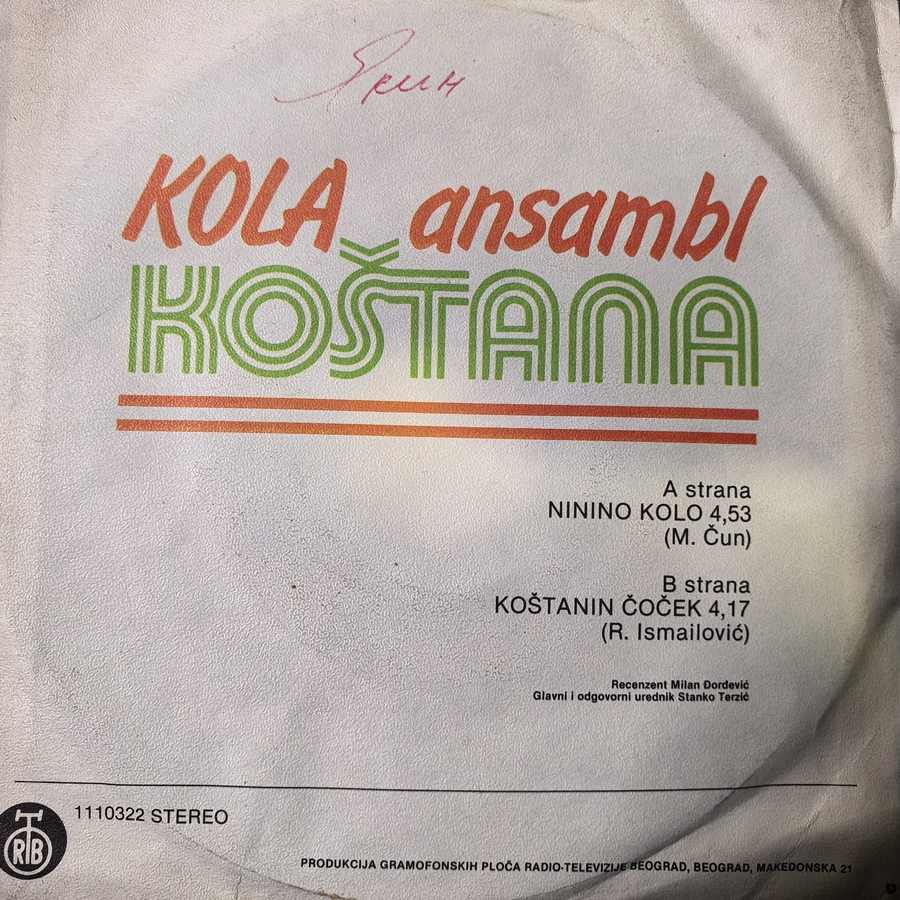 Якин
KOLA ansambl
KOŠTANA
A strana
NININO KOLO 4,53
(M. Čun)
B strana
KOŠTANIN ČOČEK 4,17
(R. Ismailović)
Recenzent Milan Đorđević
Glavni i odgovorni urednik Stanko Terzić
1110322 STEREO
RTB
PRODUKCIJA GRAMOFONSKIH PLOČA RADIO-TELEVIZIJE BEOGRAD, BEOGRAD, MAKEDONSKA 21